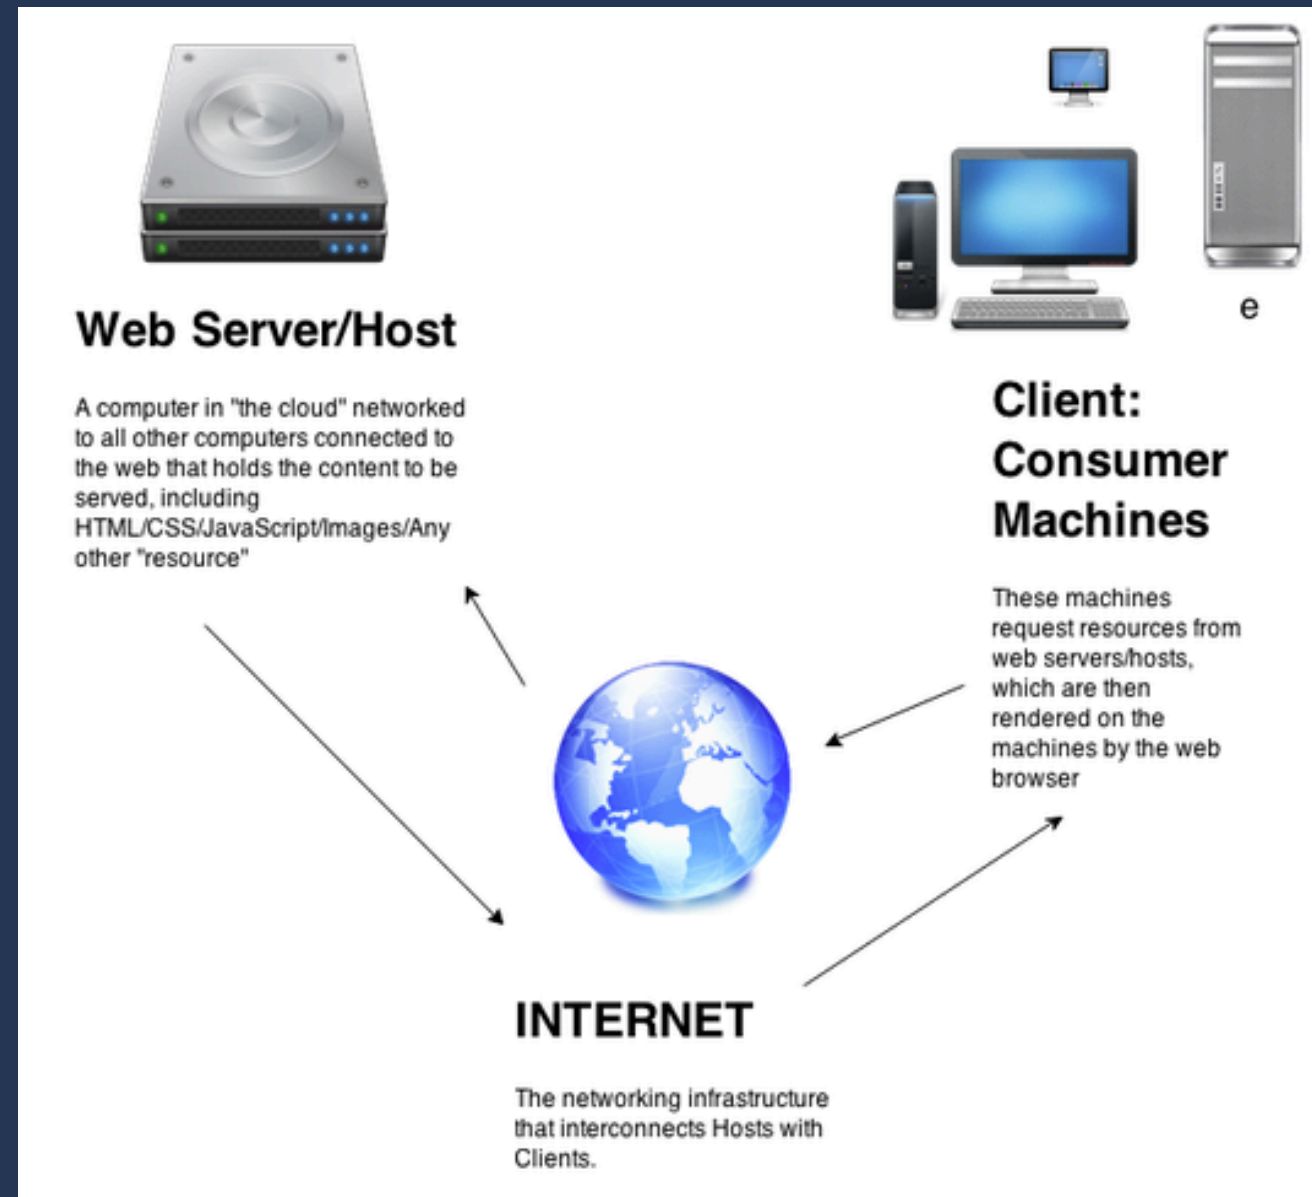 Web Server/Host
A computer in "the cloud" networked
to all other computers connected to
the web that holds the content to be
served, including
HTML/CSS/JavaScript/Images/Any
other "resource"
e
Client:
Consumer
Machines
These machines
request resources from
web servers/hosts,
which are then
rendered on the
machines by the web
browser
INTERNET
The networking infrastructure
that interconnects Hosts with
Clients.